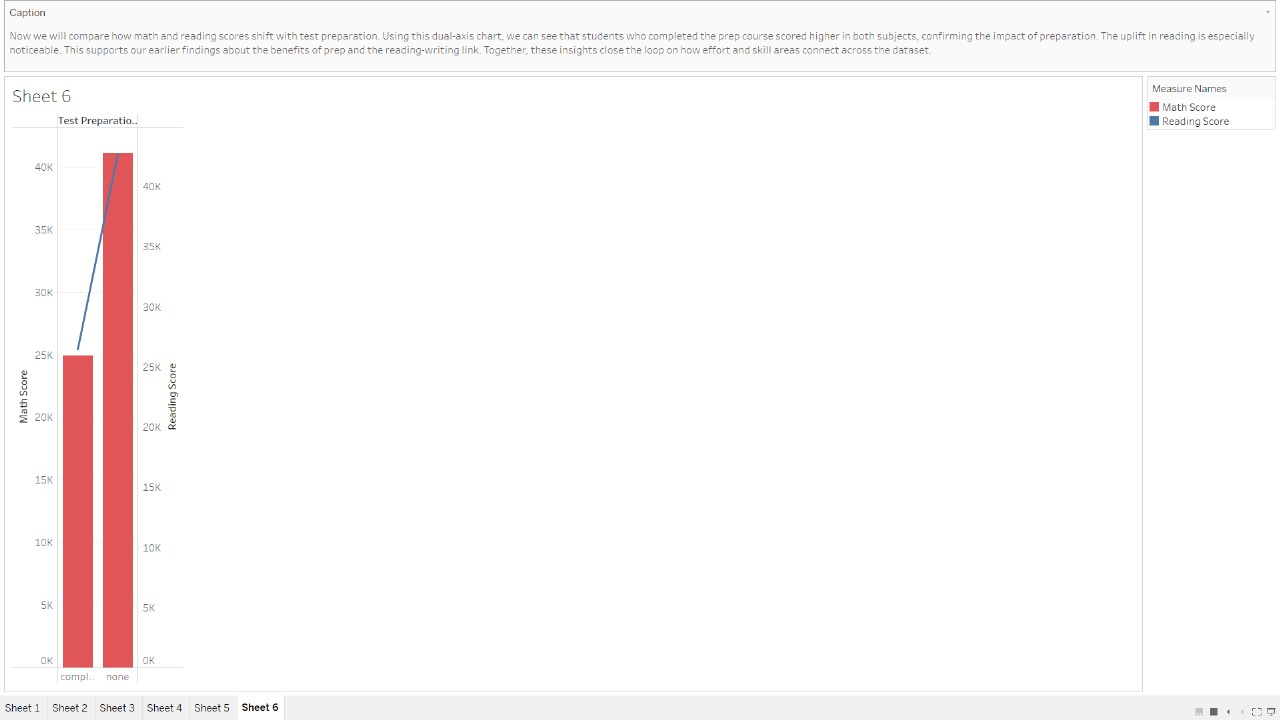 Caption
Now we will compare how math and reading scores shift with test preparation. Using this dual-axis chart, we can see that students who completed the prep course scored higher in both subjects, confirming the impact of preparation. The uplift in reading is especially
noticeable. This supports our earlier findings about the benefits of prep and the reading-writing link. Together, these insights close the loop on how effort and skill areas connect across the dataset.
Sheet 6
Measure Names
Math Score
Reading Score
Test Preparatio..
40K
35K
30K
25K
20K
15K
10K
5K
0K
Math Score
40K
35K
30K
25K
20K
15K
10K
5K
0K
Reading Score
compl..
none
Sheet 1
Sheet 2
Sheet 3
Sheet 4
Sheet 5
Sheet 6